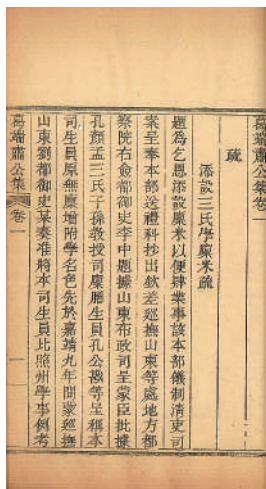 葛端肅公集卷一
疏
添設三氏學廩米疏
題為乞恩添設廩米以便肄業事該本部儀制清吏司
案呈奉本部送禮科抄出欽差廵撫山東等處地方都
察院右僉都御史李中題據山東布政司呈蒙臣批據
孔顏孟三氏子孫教授司廩膳生員孔公𥘉等呈稱本
司生員原無廩增附學名色先於嘉靖九年間蒙廵撫
山東劉都御史某奏准將本司生員比照州學事例考
葛端肅公集 卷一 一